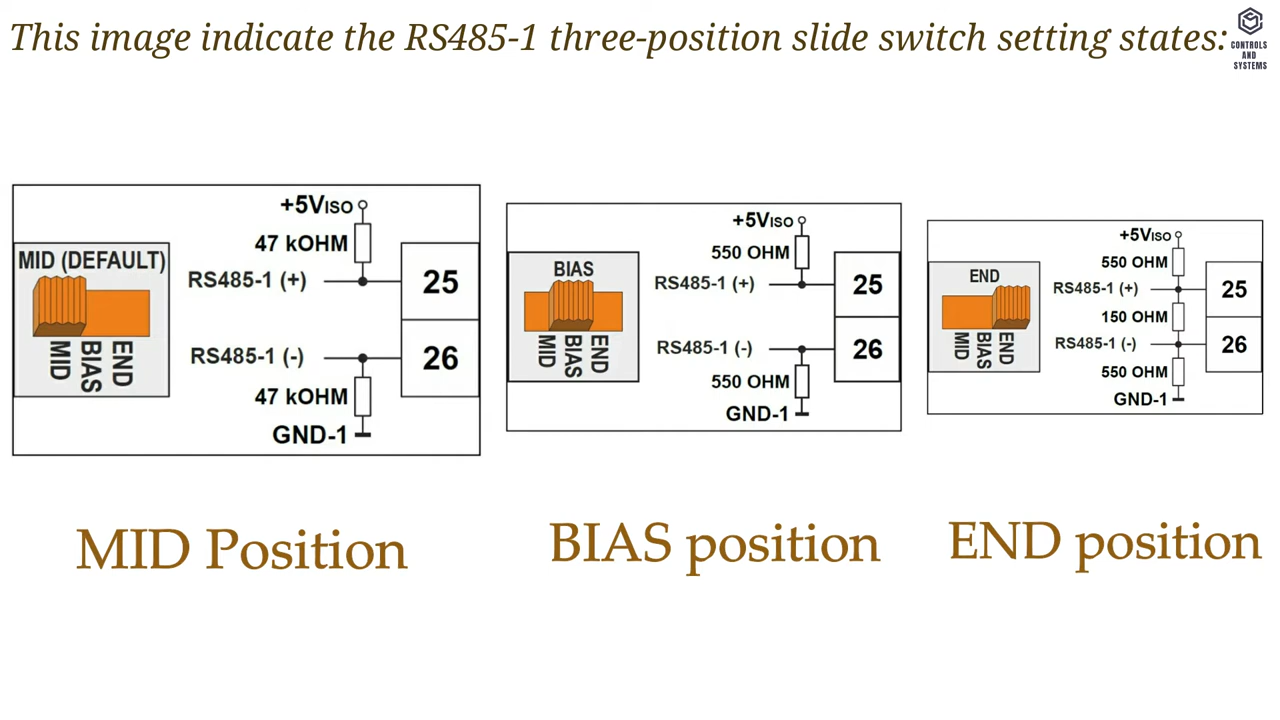 This image indicate the RS485-1 three-position slide switch setting states:
CONTROLS
AND
SYSTEMS
MID (DEFAULT)
MID
BIAS
END
+5VISO
47 kOHM
RS485-1 (+)
25
RS485-1 (-)
26
47 kOHM
GND-1
BIAS
MID
BIAS
END
+5VISO
550 OHM
RS485-1 (+)
25
RS485-1 (-)
26
550 OHM
GND-1
END
MID
BIAS
END
+5VISO
550 OHM
RS485-1 (+)
25
150 OHM
RS485-1 (-)
26
550 OHM
GND-1
MID Position
BIAS position
END position